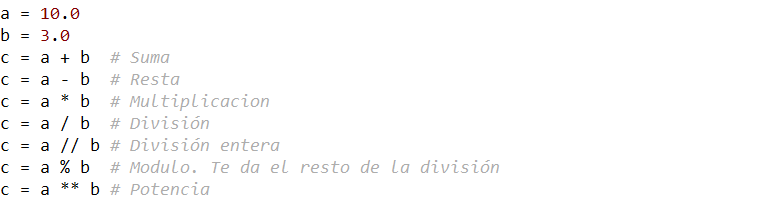 a = 10.0
b = 3.0
c = a + b  # Suma
c = a - b  # Resta
c = a * b  # Multiplicacion
c = a / b  # División
c = a // b # División entera
c = a % b  # Modulo. Te da el resto de la división
c = a ** b # Potencia